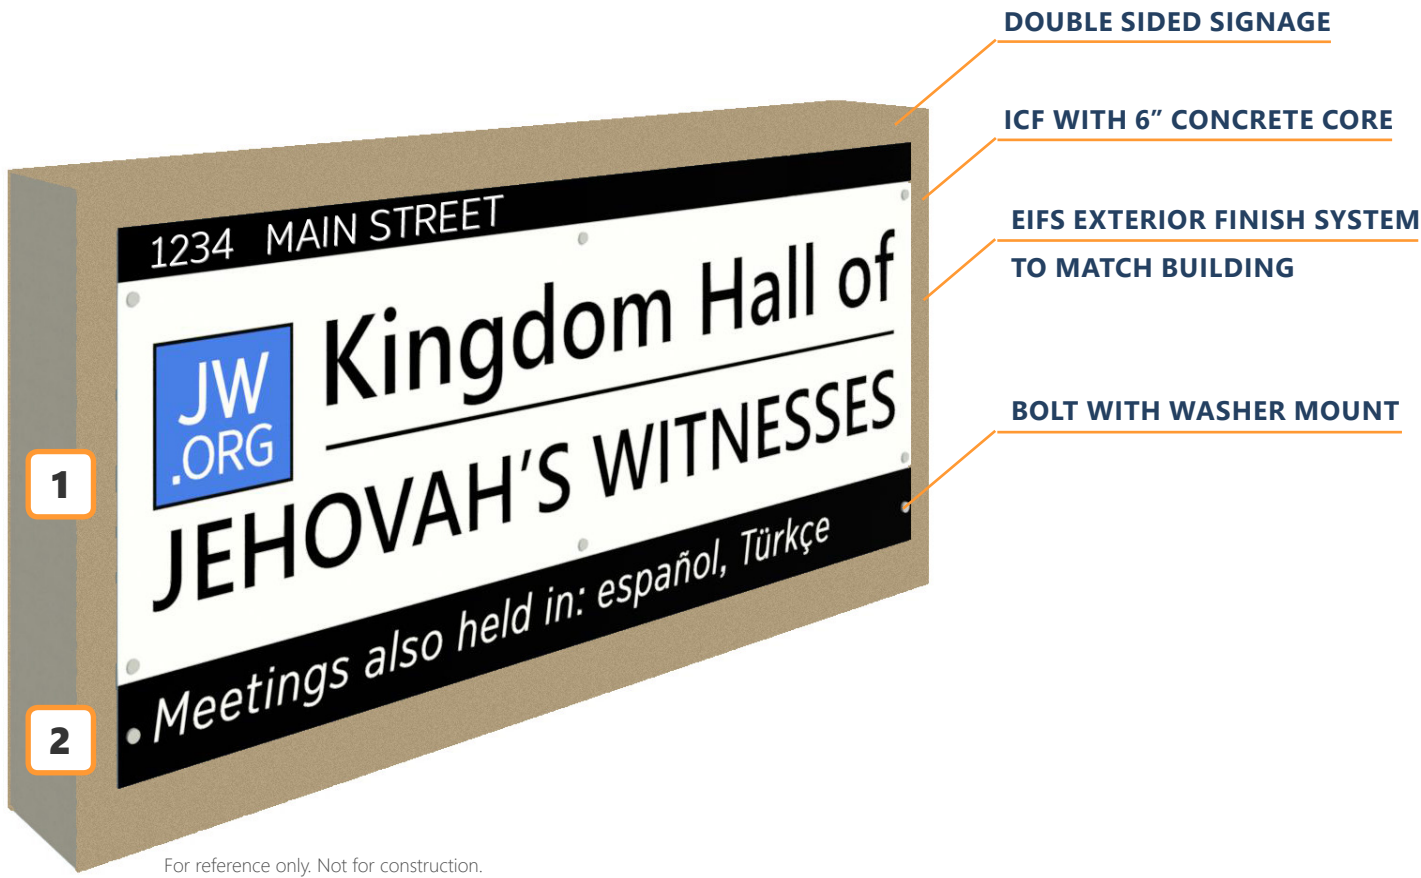 DOUBLE SIDED SIGNAGE
ICF WITH 6” CONCRETE CORE
EIFS EXTERIOR FINISH SYSTEM
TO MATCH BUILDING
BOLT WITH WASHER MOUNT
1234 MAIN STREET
JW
.ORG
Kingdom Hall of
JEHOVAH’S WITNESSES
Meetings also held in: español, Türkçe
1
2
For reference only. Not for construction.